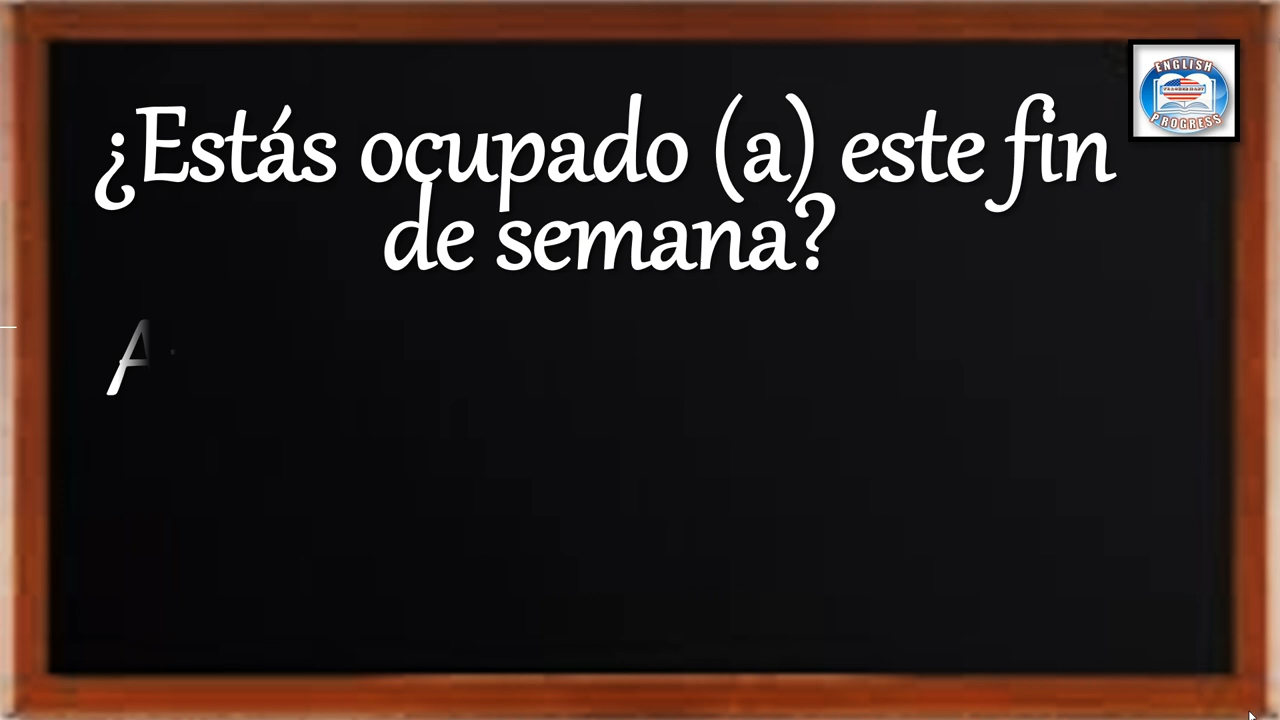 ¿Estás ocupado (a) este fin
de semana?
A
ENGLISH
PROGRESS